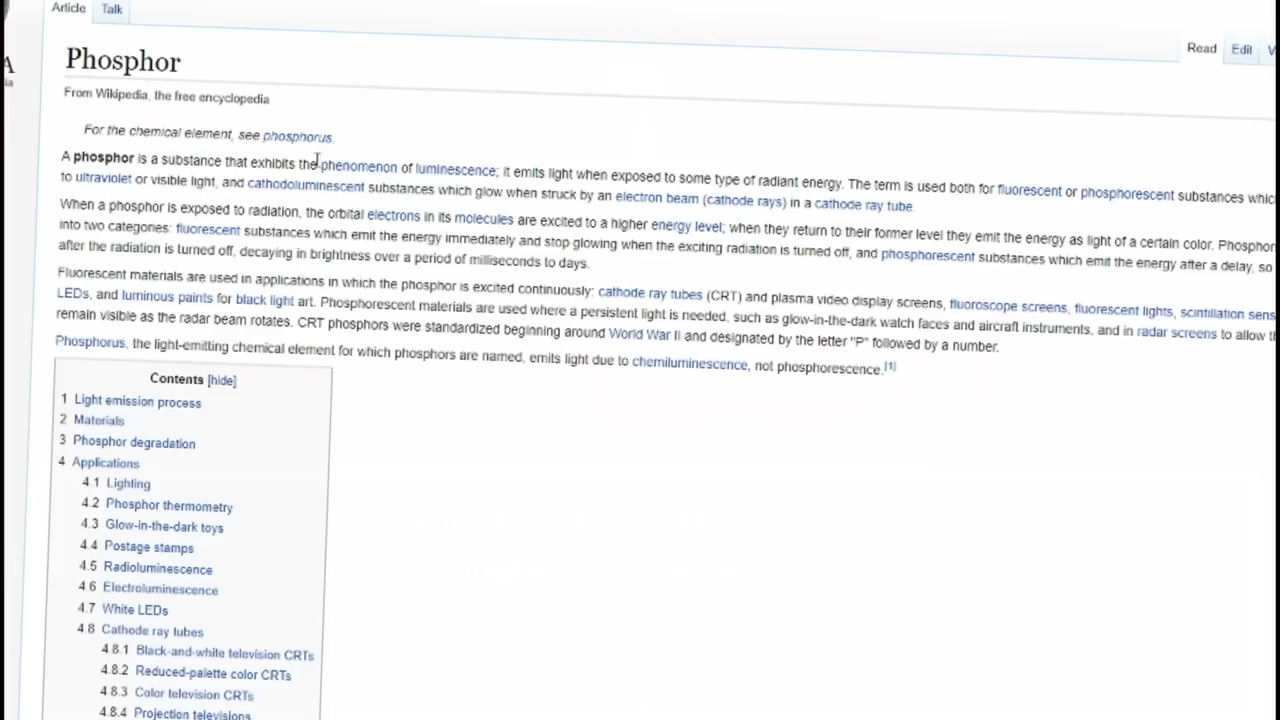 Article Talk
Read Edit V
A
Phosphor
From Wikipedia, the free encyclopedia
For the chemical element, see phosphorus.
A phosphor is a substance that exhibits the phenomenon of luminescence; it emits light when exposed to some type of radiant energy. The term is used both for fluorescent or phosphorescent substances whic
to ultraviolet or visible light, and cathodoluminescent substances which glow when struck by an electron beam (cathode rays) in a cathode ray tube.
When a phosphor is exposed to radiation, the orbital electrons in its molecules are excited to a higher energy level; when they return to their former level they emit the energy as light of a certain color. Phosphor
into two categories: fluorescent substances which emit the energy immediately and stop glowing when the exciting radiation is turned off, and phosphorescent substances which emit the energy after a delay, so
after the radiation is turned off, decaying in brightness over a period of milliseconds to days.
Fluorescent materials are used in applications in which the phosphor is excited continuously: cathode ray tubes (CRT) and plasma video display screens, fluoroscope screens, fluorescent lights, scintillation sens
LEDs, and luminous paints for black light art. Phosphorescent materials are used where a persistent light is needed, such as glow-in-the-dark watch faces and aircraft instruments, and in radar screens to allow t
remain visible as the radar beam rotates. CRT phosphors were standardized beginning around World War II and designated by the letter "P" followed by a number.
Phosphorus, the light-emitting chemical element for which phosphors are named, emits light due to chemiluminescence, not phosphorescence.[1]
Contents [hide]
1 Light emission process
2 Materials
3 Phosphor degradation
4 Applications
4.1 Lighting
4.2 Phosphor thermometry
4.3 Glow-in-the-dark toys
4.4 Postage stamps
4.5 Radioluminescence
4.6 Electroluminescence
4.7 White LEDs
4.8 Cathode ray tubes
4.8.1 Black-and-white television CRTs
4.8.2 Reduced-palette color CRTs
4.8.3 Color television CRTs
4.8.4 Projection televisions